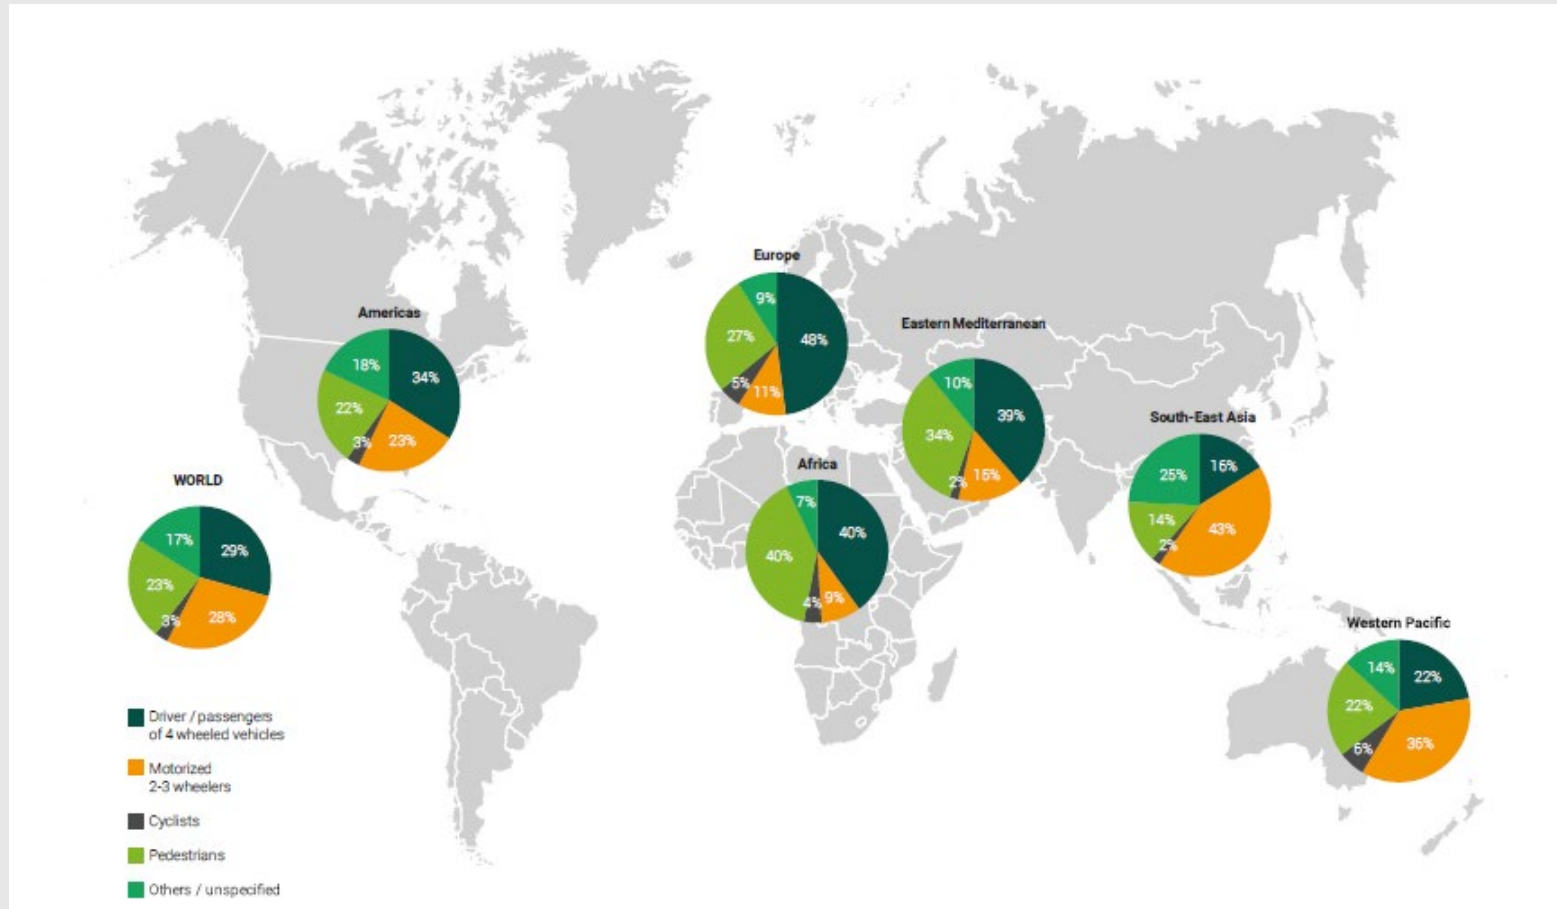 Europe
9%
27%
48%
5%
11%
Americas
18%
34%
22%
3%
23%
Eastern Mediterranean
10%
39%
34%
2%
15%
South-East Asia
25%
16%
14%
43%
2%
Africa
7%
40%
40%
4%
9%
WORLD
17%
29%
23%
3%
28%
Western Pacific
14%
22%
22%
6%
36%
Driver / passengers
of 4 wheeled vehicles
Motorized
2-3 wheelers
Cyclists
Pedestrians
Others / unspecified